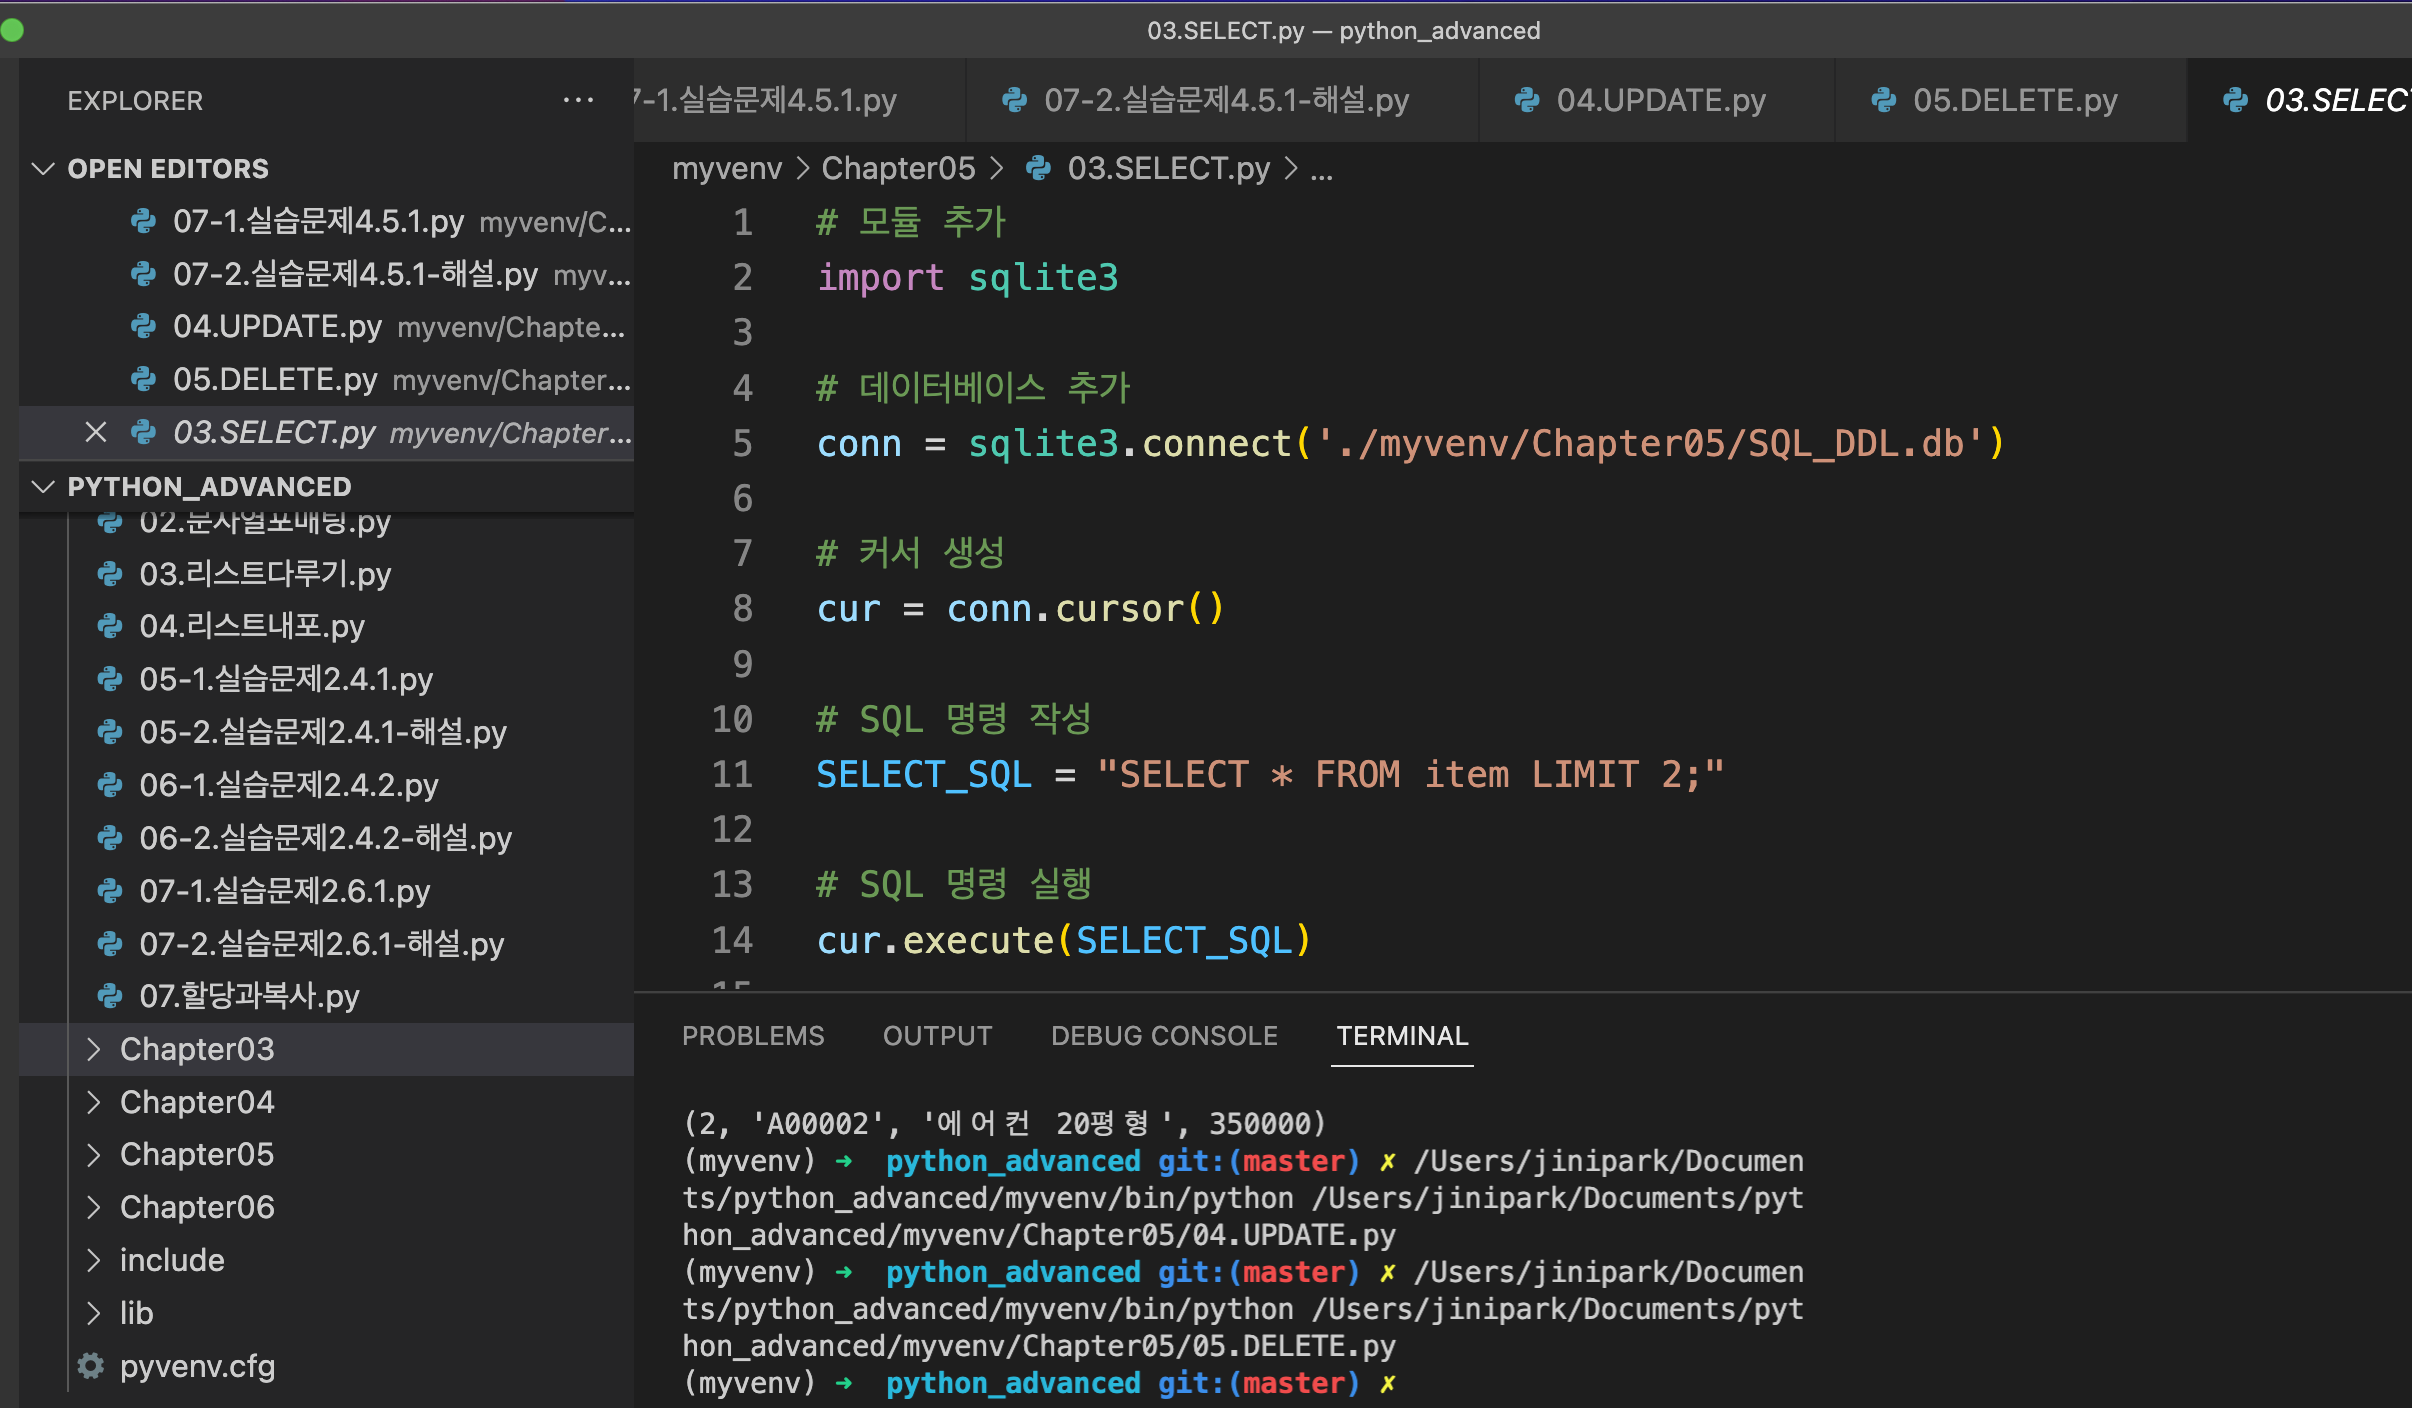 03.SELECT.py — python_advanced
EXPLORER
OPEN EDITORS
07-1.실습문제4.5.1.py myvenv/C...
07-2.실습문제4.5.1-해설.py myv...
04.UPDATE.py myvenv/Chapte...
05.DELETE.py myvenv/Chapter...
03.SELECT.py myvenv/Chapter...
PYTHON_ADVANCED
02.문자열포매팅.py
03.리스트다루기.py
04.리스트내포.py
05-1.실습문제2.4.1.py
05-2.실습문제2.4.1-해설.py
06-1.실습문제2.4.2.py
06-2.실습문제2.4.2-해설.py
07-1.실습문제2.6.1.py
07-2.실습문제2.6.1-해설.py
07.할당과복사.py
Chapter03
Chapter04
Chapter05
Chapter06
include
lib
pyvenv.cfg
7-1.실습문제4.5.1.py 07-2.실습문제4.5.1-해설.py 04.UPDATE.py 05.DELETE.py 03.SELEC
myvenv > Chapter05 > 03.SELECT.py > ...
1 # 모듈 추가
2 import sqlite3
3
4 # 데이터베이스 추가
5 conn = sqlite3.connect('./myvenv/Chapter05/SQL_DDL.db')
6
7 # 커서 생성
8 cur = conn.cursor()
9
10 # SQL 명령 작성
11 SELECT_SQL = "SELECT * FROM item LIMIT 2;"
12
13 # SQL 명령 실행
14 cur.execute(SELECT_SQL)
15
PROBLEMS OUTPUT DEBUG CONSOLE TERMINAL
(2, 'A00002', '에어컨 20평형', 350000)
(myvenv) ➜ python_advanced git:(master) ✗ /Users/jinipark/Documen
ts/python_advanced/myvenv/bin/python /Users/jinipark/Documents/pyt
hon_advanced/myvenv/Chapter05/04.UPDATE.py
(myvenv) ➜ python_advanced git:(master) ✗ /Users/jinipark/Documen
ts/python_advanced/myvenv/bin/python /Users/jinipark/Documents/pyt
hon_advanced/myvenv/Chapter05/05.DELETE.py
(myvenv) ➜ python_advanced git:(master) ✗